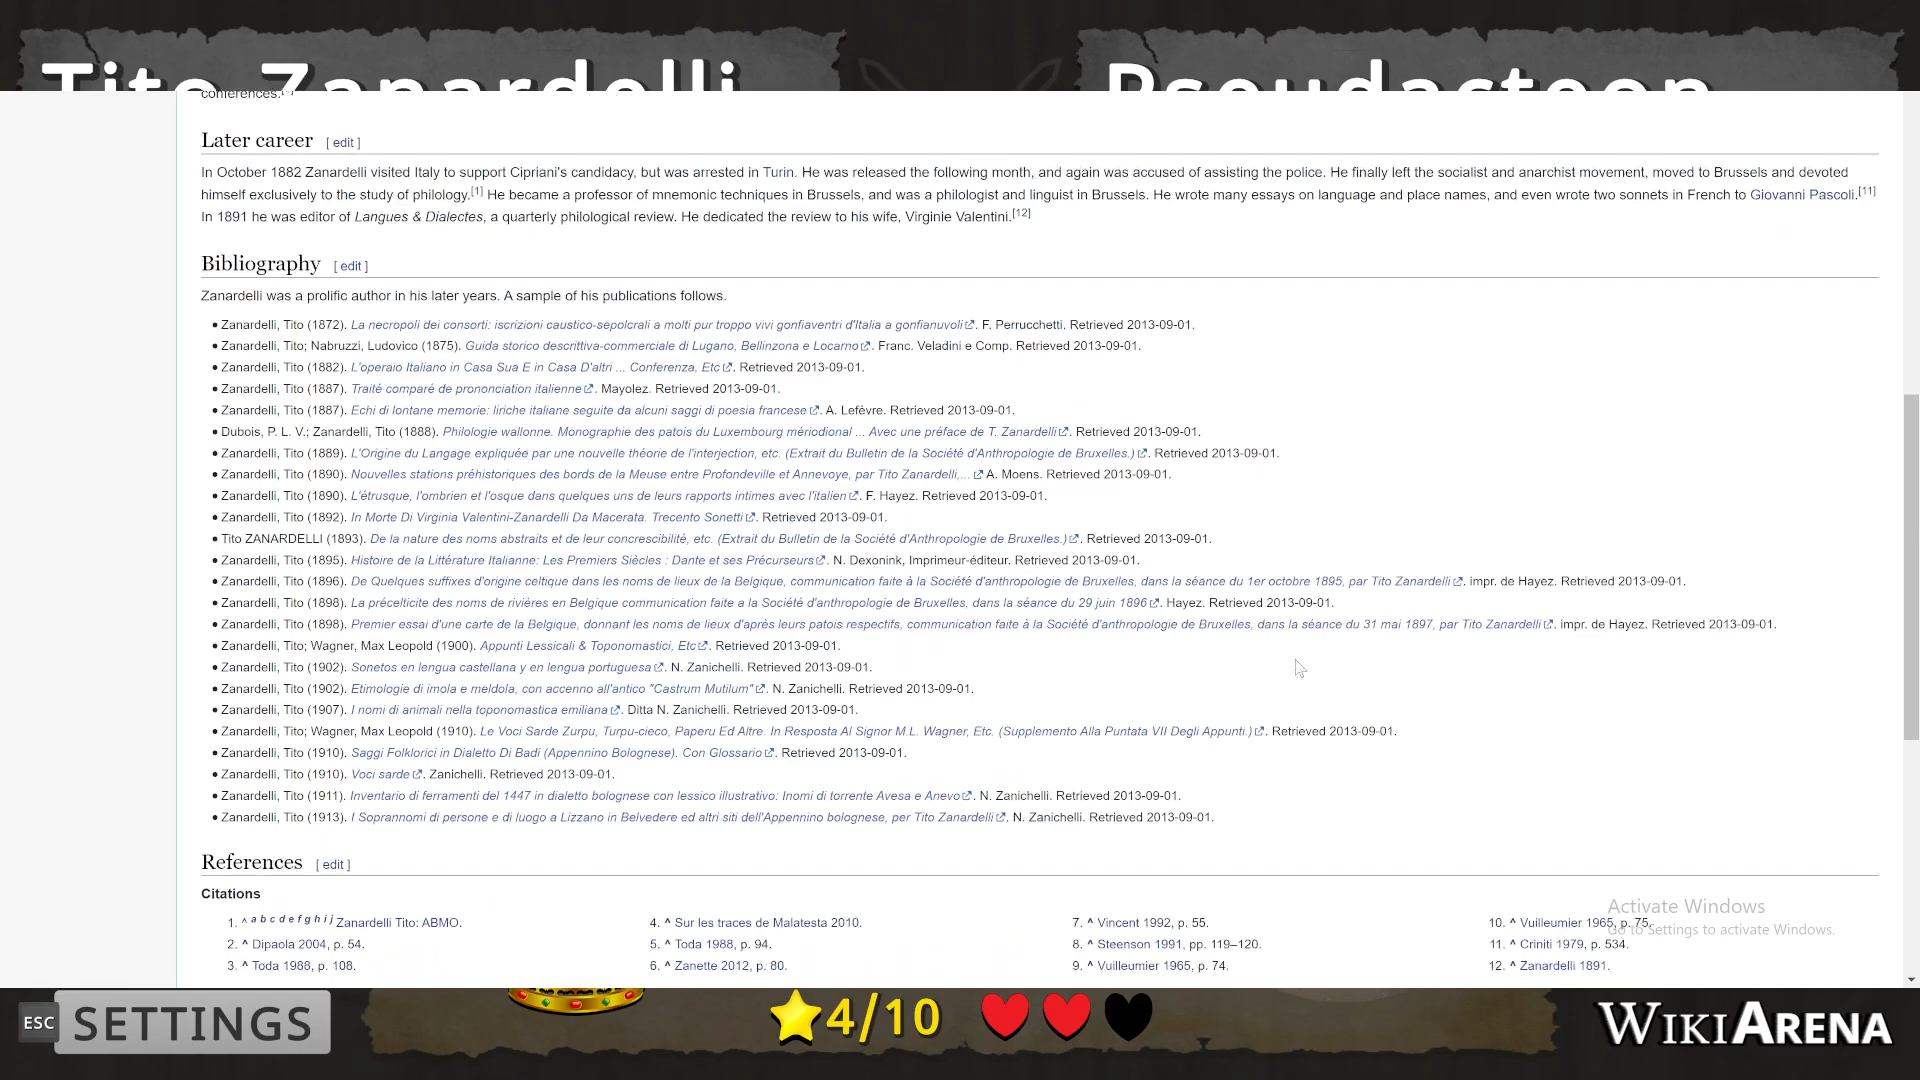 Tito Zanardelli
Pseudacteon
conferences.
Later career [ edit ]
In October 1882 Zanardelli visited Italy to support Cipriani's candidacy, but was arrested in Turin. He was released the following month, and again was accused of assisting the police. He finally left the socialist and anarchist movement, moved to Brussels and devoted
himself exclusively to the study of philology.[1] He became a professor of mnemonic techniques in Brussels, and was a philologist and linguist in Brussels. He wrote many essays on language and place names, and even wrote two sonnets in French to Giovanni Pascoli.[11]
In 1891 he was editor of Langues & Dialectes, a quarterly philological review. He dedicated the review to his wife, Virginie Valentini.[12]
Bibliography [ edit ]
Zanardelli was a prolific author in his later years. A sample of his publications follows.
• Zanardelli, Tito (1872). La necropoli dei consorti: iscrizioni caustico-sepolcrali a molti pur troppo vivi gonfiaventri d'Italia a gonfianuvoli. F. Perrucchetti. Retrieved 2013-09-01.
• Zanardelli, Tito; Nabruzzi, Ludovico (1875). Guida storico descrittiva-commerciale di Lugano, Bellinzona e Locarno. Franc. Veladini e Comp. Retrieved 2013-09-01.
• Zanardelli, Tito (1882). L'operaio Italiano in Casa Sua E in Casa D'altri ... Conferenza, Etc. Retrieved 2013-09-01.
• Zanardelli, Tito (1887). Traité comparé de prononciation italienne. Mayolez. Retrieved 2013-09-01.
• Zanardelli, Tito (1887). Echi di lontane memorie: liriche italiane seguite da alcuni saggi di poesia francese. A. Lefèvre. Retrieved 2013-09-01.
• Dubois, P. L. V.; Zanardelli, Tito (1888). Philologie wallonne. Monographie des patois du Luxembourg mériodional ... Avec une préface de T. Zanardelli. Retrieved 2013-09-01.
• Zanardelli, Tito (1889). L'Origine du Langage expliquée par une nouvelle théorie de l'interjection, etc. (Extrait du Bulletin de la Société d'Anthropologie de Bruxelles.). Retrieved 2013-09-01.
• Zanardelli, Tito (1890). Nouvelles stations préhistoriques des bords de la Meuse entre Profondeville et Annevoye, par Tito Zanardelli,... A. Moens. Retrieved 2013-09-01.
• Zanardelli, Tito (1890). L'étrusque, l'ombrien et l'osque dans quelques uns de leurs rapports intimes avec l'italien. F. Hayez. Retrieved 2013-09-01.
• Zanardelli, Tito (1892). In Morte Di Virginia Valentini-Zanardelli Da Macerata. Trecento Sonetti. Retrieved 2013-09-01.
• Tito ZANARDELLI (1893). De la nature des noms abstraits et de leur concrescibilité, etc. (Extrait du Bulletin de la Société d'Anthropologie de Bruxelles.). Retrieved 2013-09-01.
• Zanardelli, Tito (1895). Histoire de la Littérature Italianne: Les Premiers Siècles : Dante et ses Précurseurs. N. Dexonink, Imprimeur-éditeur. Retrieved 2013-09-01.
• Zanardelli, Tito (1896). De Quelques suffixes d'origine celtique dans les noms de lieux de la Belgique, communication faite à la Société d'anthropologie de Bruxelles, dans la séance du 1er octobre 1895, par Tito Zanardelli. impr. de Hayez. Retrieved 2013-09-01.
• Zanardelli, Tito (1898). La précelticite des noms de rivières en Belgique communication faite a la Société d'anthropologie de Bruxelles, dans la séance du 29 juin 1896. Hayez. Retrieved 2013-09-01.
• Zanardelli, Tito (1898). Premier essai d'une carte de la Belgique, donnant les noms de lieux d'après leurs patois respectifs, communication faite à la Société d'anthropologie de Bruxelles, dans la séance du 31 mai 1897, par Tito Zanardelli. impr. de Hayez. Retrieved 2013-09-01.
• Zanardelli, Tito; Wagner, Max Leopold (1900). Appunti Lessicali & Toponomastici, Etc. Retrieved 2013-09-01.
• Zanardelli, Tito (1902). Sonetos en lengua castellana y en lengua portuguesa. N. Zanichelli. Retrieved 2013-09-01.
• Zanardelli, Tito (1902). Etimologie di imola e meldola, con accenno all'antico "Castrum Mutilum". N. Zanichelli. Retrieved 2013-09-01.
• Zanardelli, Tito (1907). I nomi di animali nella toponomastica emiliana. Ditta N. Zanichelli. Retrieved 2013-09-01.
• Zanardelli, Tito; Wagner, Max Leopold (1910). Le Voci Sarde Zurpu, Turpu-cieco, Paperu Ed Altre. In Resposta Al Signor M.L. Wagner, Etc. (Supplemento Alla Puntata VII Degli Appunti.). Retrieved 2013-09-01.
• Zanardelli, Tito (1910). Saggi Folklorici in Dialetto Di Badi (Appennino Bolognese). Con Glossario. Retrieved 2013-09-01.
• Zanardelli, Tito (1910). Voci sarde. Zanichelli. Retrieved 2013-09-01.
• Zanardelli, Tito (1911). Inventario di ferramenti del 1447 in dialetto bolognese con lessico illustrativo: Inomi di torrente Avesa e Anevo. N. Zanichelli. Retrieved 2013-09-01.
• Zanardelli, Tito (1913). I Soprannomi di persone e di luogo a Lizzano in Belvedere ed altri siti dell'Appennino bolognese, per Tito Zanardelli. N. Zanichelli. Retrieved 2013-09-01.
References [ edit ]
Citations
1. ^ a b c d e f g h i j Zanardelli Tito: ABMO.
2. ^ Dipaola 2004, p. 54.
3. ^ Toda 1988, p. 108.
4. ^ Sur les traces de Malatesta 2010.
5. ^ Toda 1988, p. 94.
6. ^ Zanette 2012, p. 80.
7. ^ Vincent 1992, p. 55.
8. ^ Steenson 1991, pp. 119–120.
9. ^ Vuilleumier 1965, p. 74.
10. ^ Vuilleumier 1965, p. 75.
11. ^ Criniti 1979, p. 534.
12. ^ Zanardelli 1891.
Activate Windows
Go to Settings to activate Windows.
ESC SETTINGS
4/10
WIKIARENA